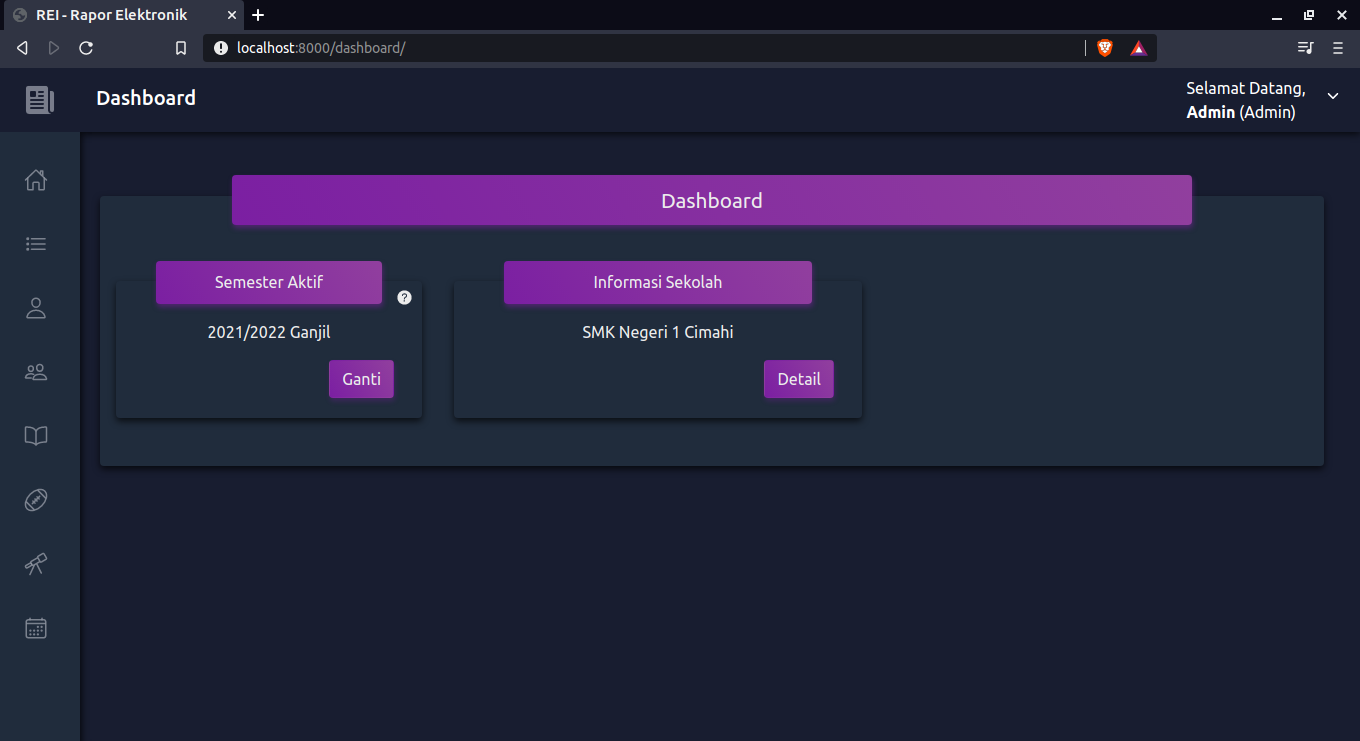 REI - Rapor Elektronik
localhost:8000/dashboard/
Dashboard
Selamat Datang,
Admin (Admin)
Dashboard
Semester Aktif
?
2021/2022 Ganjil
Ganti
Informasi Sekolah
SMK Negeri 1 Cimahi
Detail